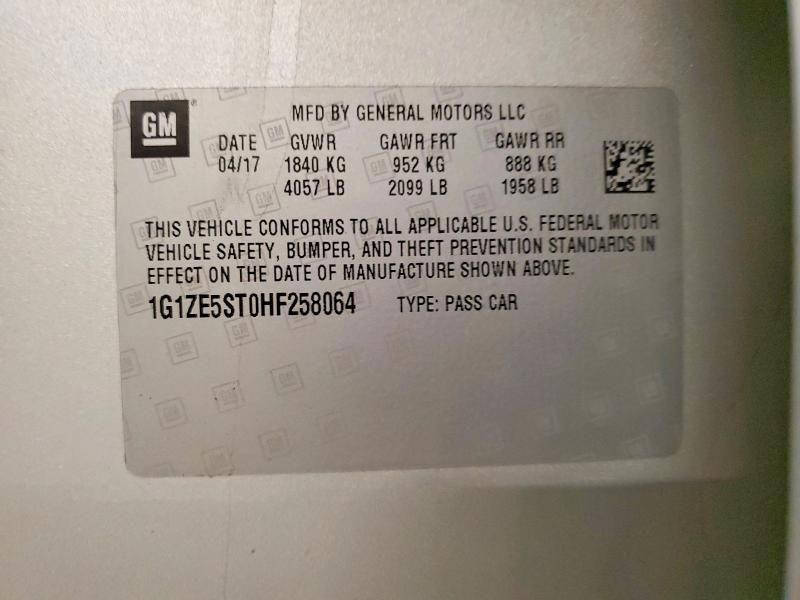 GM
MFD BY GENERAL MOTORS LLC
DATE GVWR GAWR FRT GAWR RR
04/17 1840 KG 952 KG 888 KG
4057 LB 2099 LB 1958 LB
THIS VEHICLE CONFORMS TO ALL APPLICABLE U.S. FEDERAL MOTOR
VEHICLE SAFETY, BUMPER, AND THEFT PREVENTION STANDARDS IN
EFFECT ON THE DATE OF MANUFACTURE SHOWN ABOVE.
1G1ZE5ST0HF258064 TYPE: PASS CAR